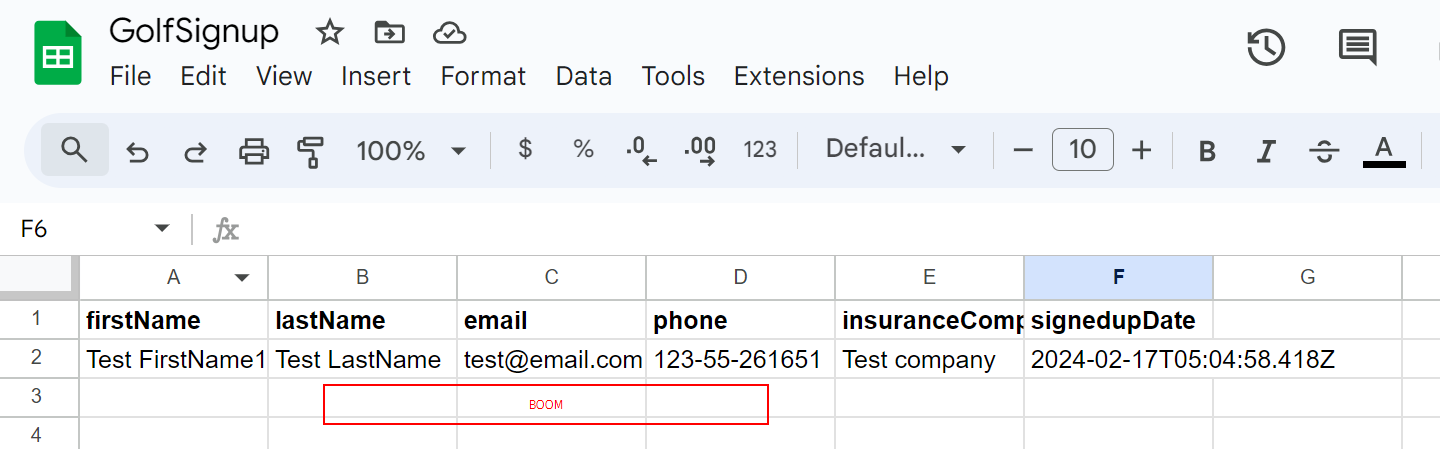 GolfSignup
File Edit View Insert Format Data Tools Extensions Help
100% $ % .0 .00 123 Defaul... 10 B I S A
F6 fx
A B C D E F G
1 firstName lastName email phone insuranceComp signedupDate
2 Test FirstName1 Test LastName test@email.com 123-55-261651 Test company 2024-02-17T05:04:58.418Z
3 BOOM
4